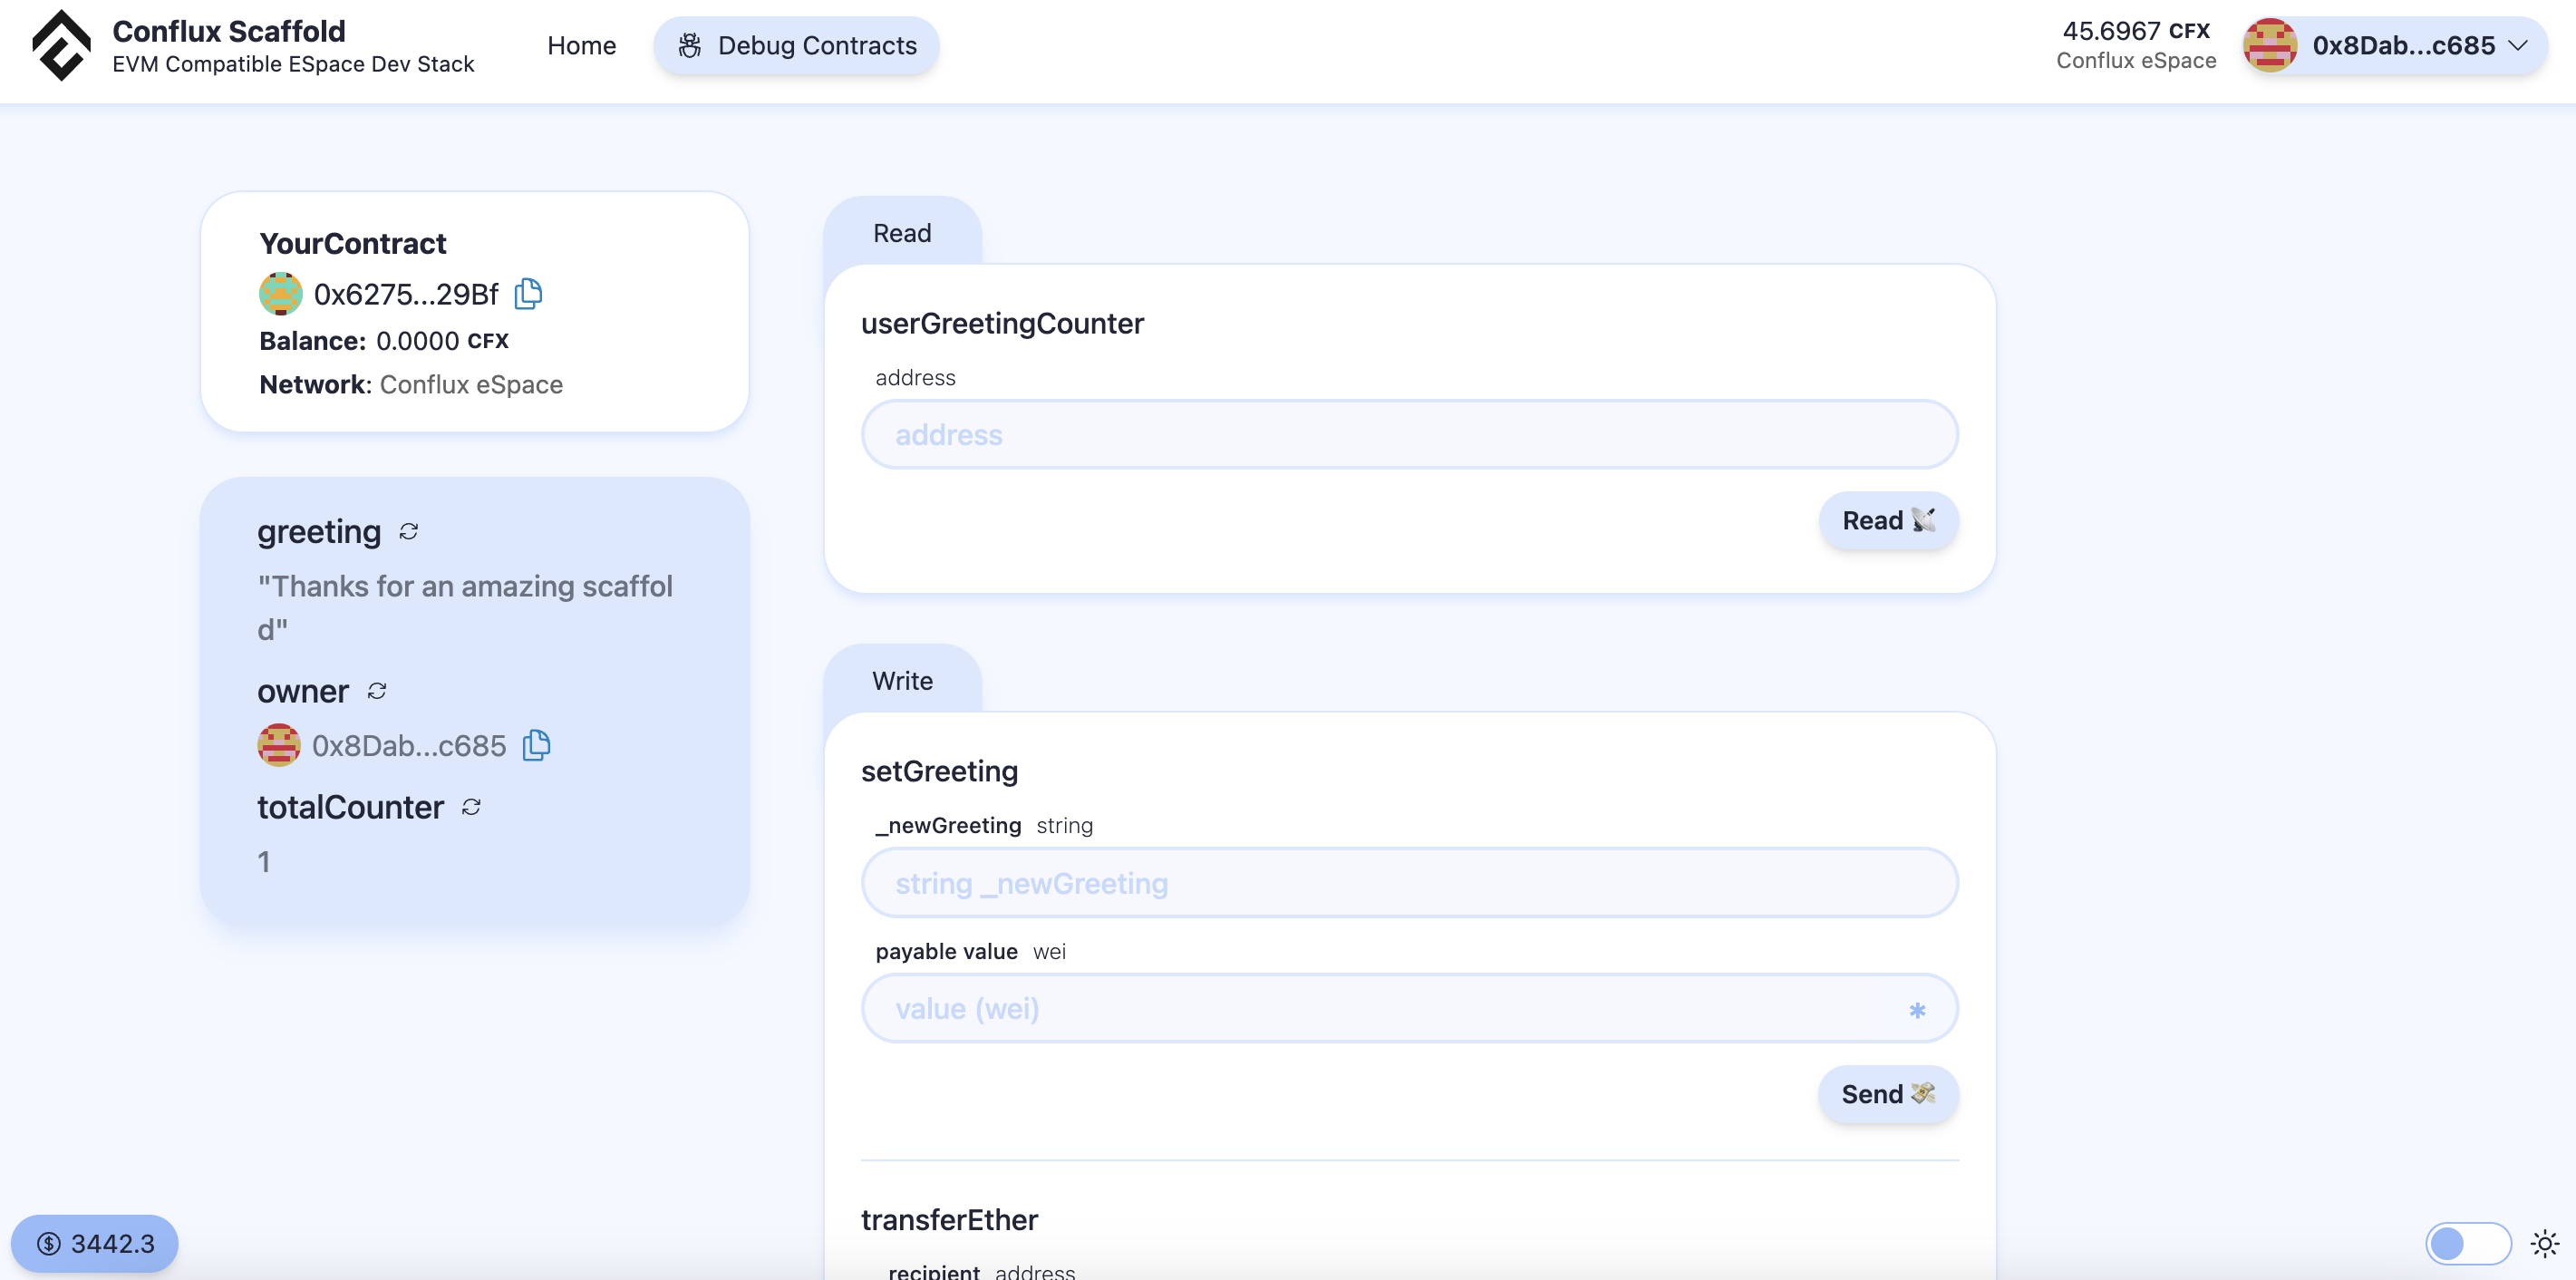 Conflux Scaffold
EVM Compatible ESpace Dev Stack
Home
Debug Contracts
45.6967 CFX
Conflux eSpace
0x8Dab...c685
YourContract
0x6275...29Bf
Balance: 0.0000 CFX
Network: Conflux eSpace
greeting
"Thanks for an amazing scaffol
d"
owner
0x8Dab...c685
totalCounter
1
Read
userGreetingCounter
address
address
Read
Write
setGreeting
_newGreeting string
string _newGreeting
payable value wei
value (wei)
*
Send
transferEther
recipient address
$ 3442.3